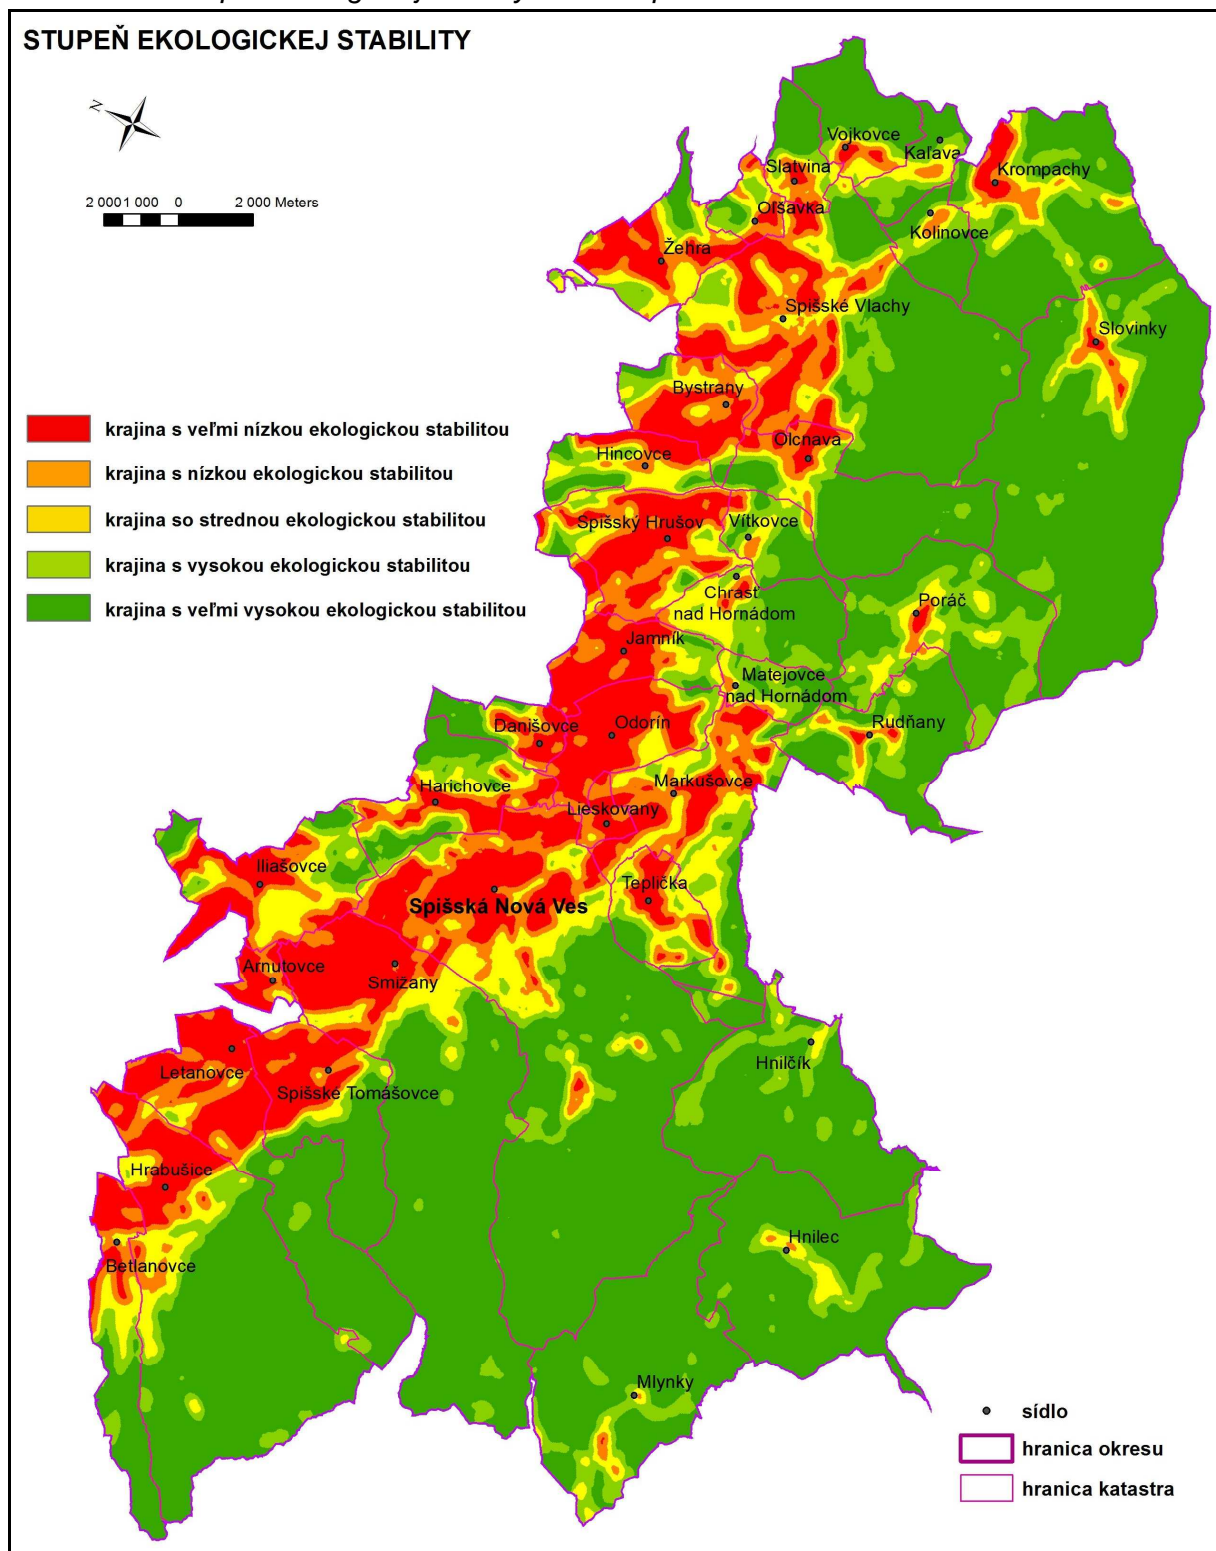 STUPEŇ EKOLOGICKEJ STABILITY
N
2 0001 000 0 2 000 Meters
krajina s veľmi nízkou ekologickou stabilitou
krajina s nízkou ekologickou stabilitou
krajina so strednou ekologickou stabilitou
krajina s vysokou ekologickou stabilitou
krajina s veľmi vysokou ekologickou stabilitou
Vojkovce
Kaľava
Slatvina
Krompachy
Oľšavka
Kolinovce
Žehra
Spišské Vlachy
Slovinky
Bystrany
Olcnava
Hincovce
Spišský Hrušov
Vítkovce
Chrasť
nad Hornádom
Poráč
Jamník
Matejovce
nad Hornádom
Danišovce
Odorín
Rudňany
Harichovce
Markušovce
Lieskovany
Iliašovce
Teplička
Spišská Nová Ves
Arnutovce
Smižany
Letanovce
Spišské Tomášovce
Hnilčík
Hrabušice
Hnilec
Betlanovce
Mlynky
sídlo
hranica okresu
hranica katastra